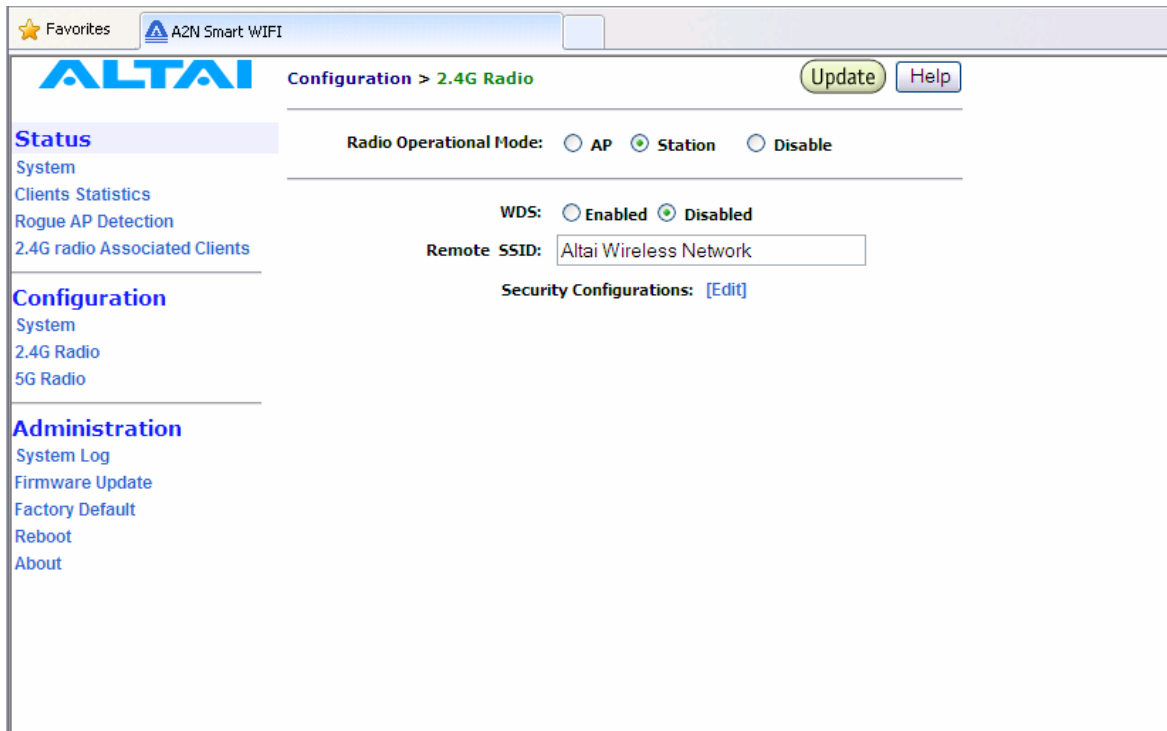 Favorites
A2N Smart WIFI
ALTAI
Configuration > 2.4G Radio
Update
Help
Status
System
Clients Statistics
Rogue AP Detection
2.4G radio Associated Clients
Configuration
System
2.4G Radio
5G Radio
Administration
System Log
Firmware Update
Factory Default
Reboot
About
Radio Operational Mode: AP Station Disable
WDS: Enabled Disabled
Remote SSID: Altai Wireless Network
Security Configurations: [Edit]